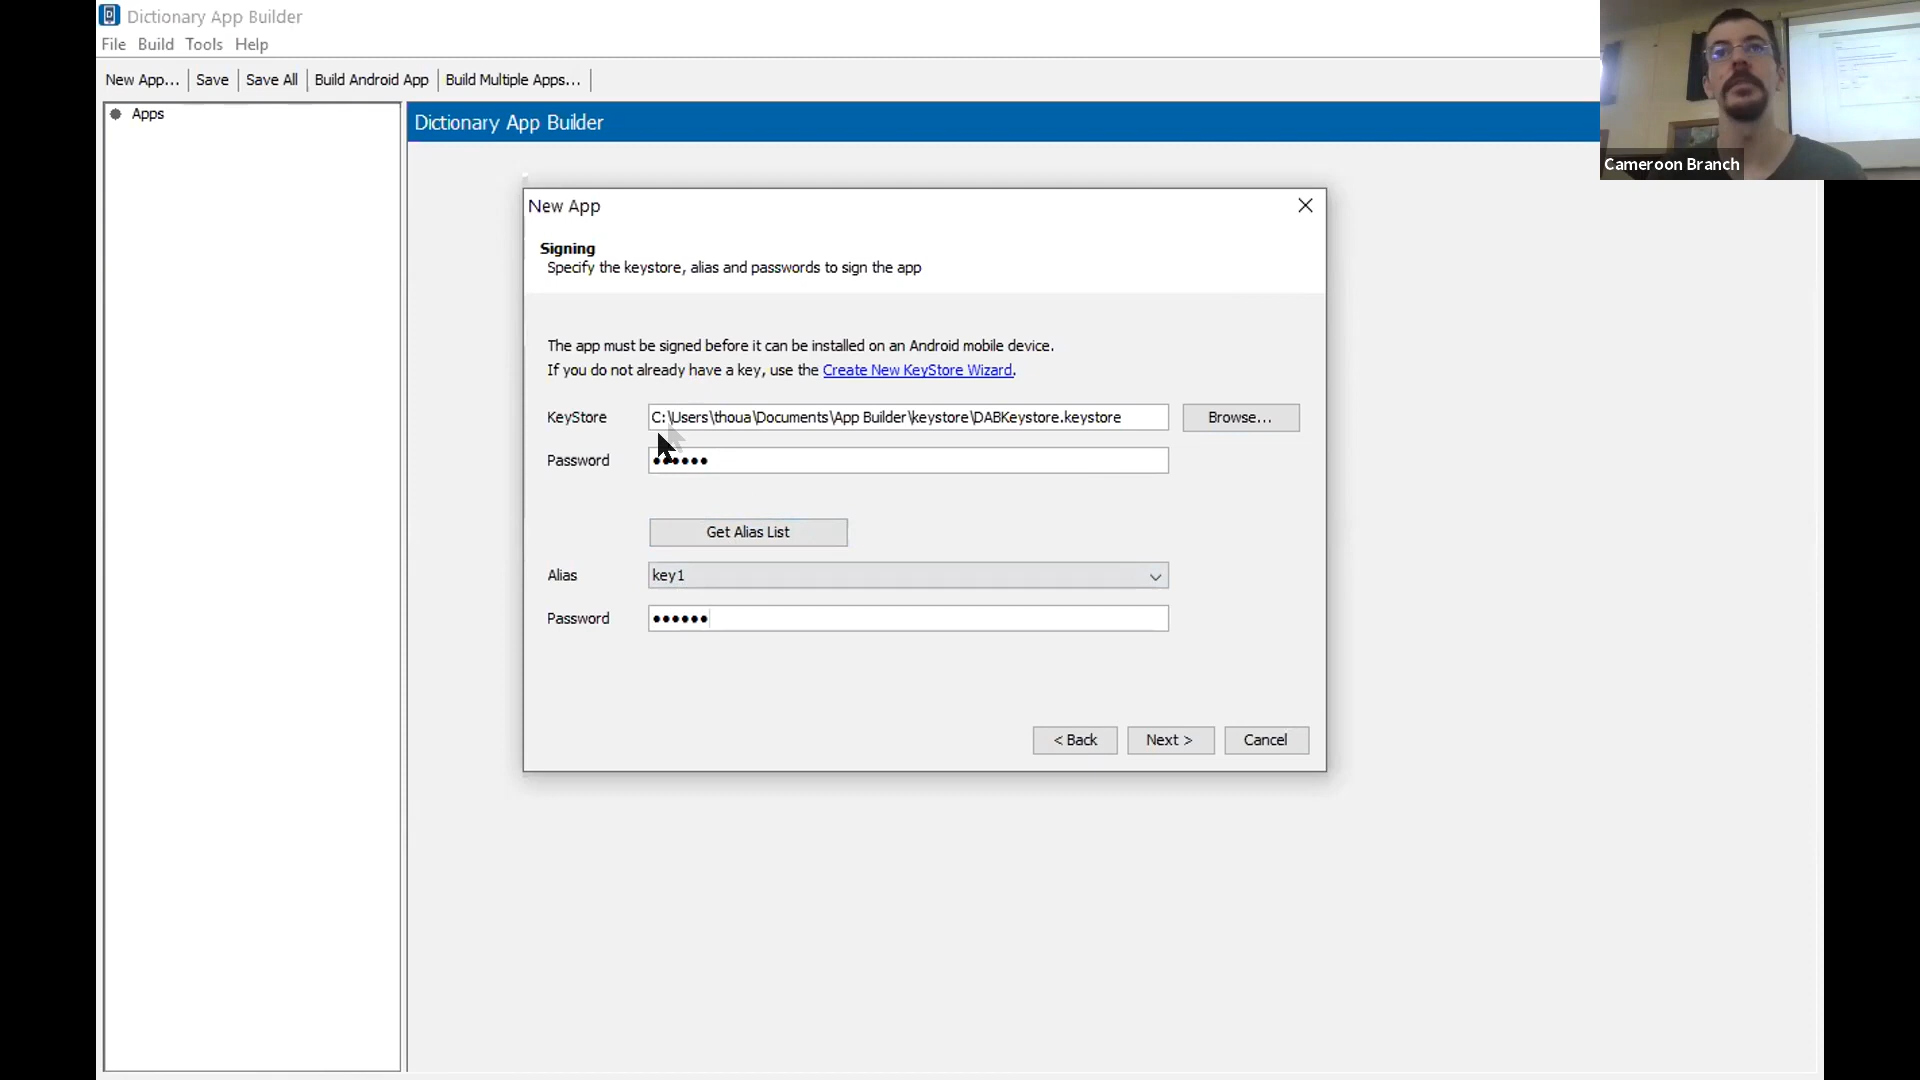 Dictionary App Builder
File Build Tools Help
New App... Save Save All Build Android App Build Multiple Apps...
Apps
Dictionary App Builder
Cameroon Branch
New App
Signing
Specify the keystore, alias and passwords to sign the app
The app must be signed before it can be installed on an Android mobile device.
If you do not already have a key, use the Create New KeyStore Wizard.
KeyStore C:\Users\thoua\Documents\App Builder\keystore\DABKeystore.keystore Browse...
Password ••••••
Get Alias List
Alias key1
Password ••••••
< Back Next > Cancel